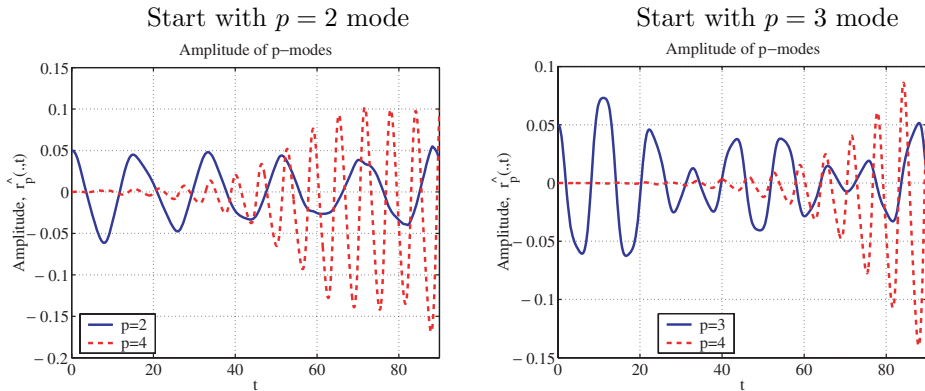 Start with p = 2 mode
Amplitude of p−modes
Amplitude, r̂p(.,t)
0.15
0.1
0.05
0
−0.05
−0.1
−0.15
−0.2
0
20
40
60
80
t
p=2
p=4
Start with p = 3 mode
Amplitude of p−modes
Amplitude, r̂p(.,t)
0.1
0.05
0
−0.05
−0.1
−0.15
0
20
40
60
80
t
p=3
p=4